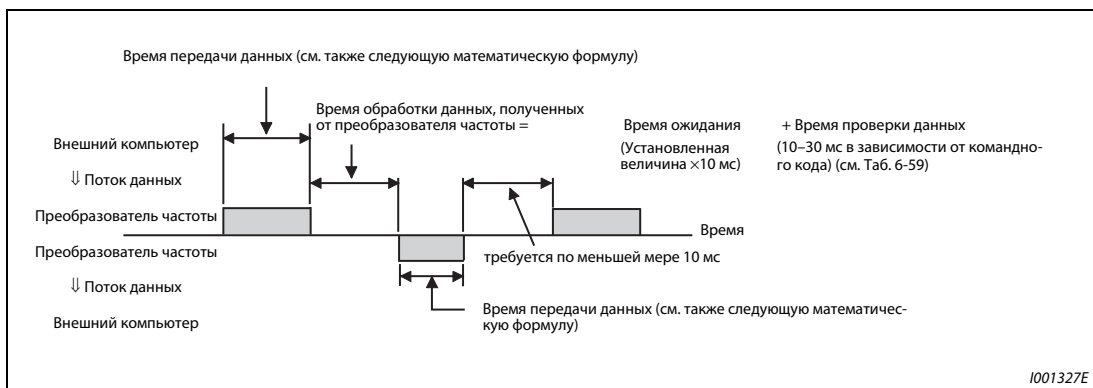 Время передачи данных (см. также следующую математическую формулу)
Время обработки данных, полученных
от преобразователя частоты =
Время ожидания
(Установленная
величина ×10 мс)
+ Время проверки данных
(10–30 мс в зависимости от командно-
го кода) (см. Таб. 6-59)
Внешний компьютер
⇓ Поток данных
Преобразователь частоты
Время
Преобразователь частоты
требуется по меньшей мере 10 мс
⇓ Поток данных
Время передачи данных (см. также следующую математичес-
кую формулу)
Внешний компьютер
I001327E